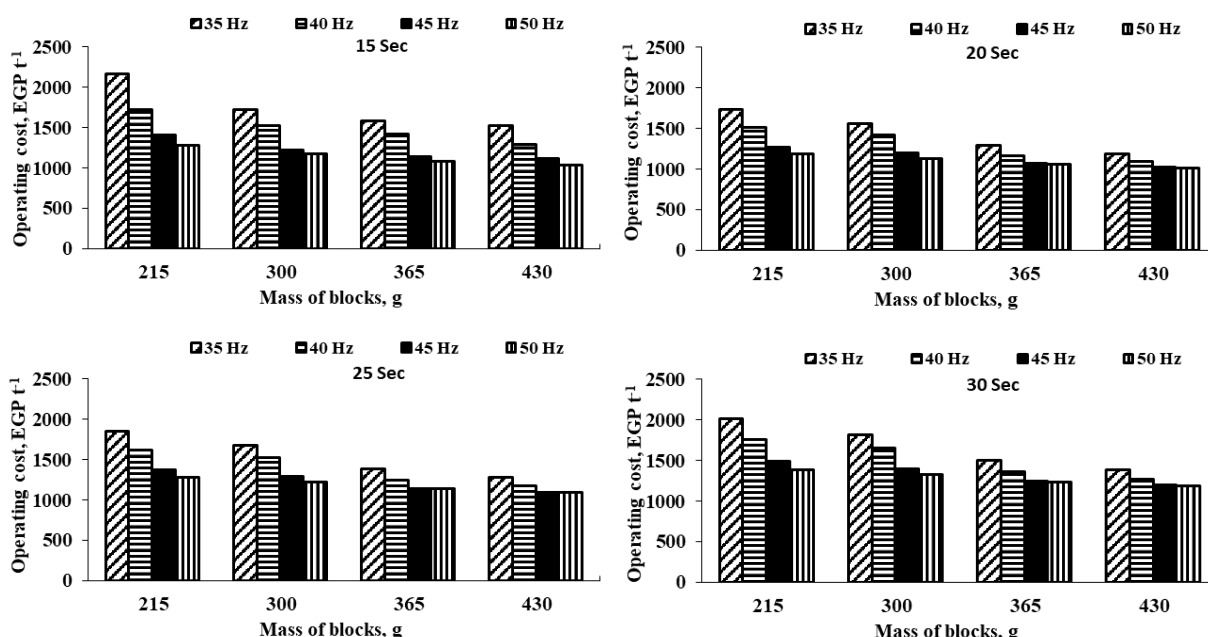 35 Hz 40 Hz 45 Hz 50 Hz
15 Sec
Operating cost, EGP t-1
2500
2000
1500
1000
500
0
215 300 365 430
Mass of blocks, g
35 Hz 40 Hz 45 Hz 50 Hz
20 Sec
Operating cost, EGP t-1
2500
2000
1500
1000
500
0
215 300 365 430
Mass of blocks, g
35 Hz 40 Hz 45 Hz 50 Hz
25 Sec
Operating cost, EGP t-1
2500
2000
1500
1000
500
0
215 300 365 430
Mass of blocks, g
35 Hz 40 Hz 45 Hz 50 Hz
30 Sec
Operating cost, EGP t-1
2500
2000
1500
1000
500
0
215 300 365 430
Mass of blocks, g